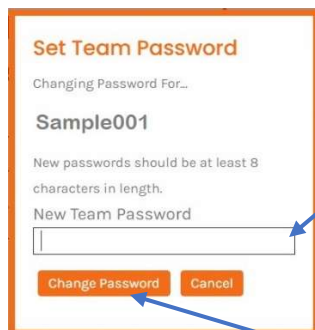 Set Team Password
Changing Password For...
Sample001
New passwords should be at least 8
characters in length.
New Team Password
Change Password Cancel